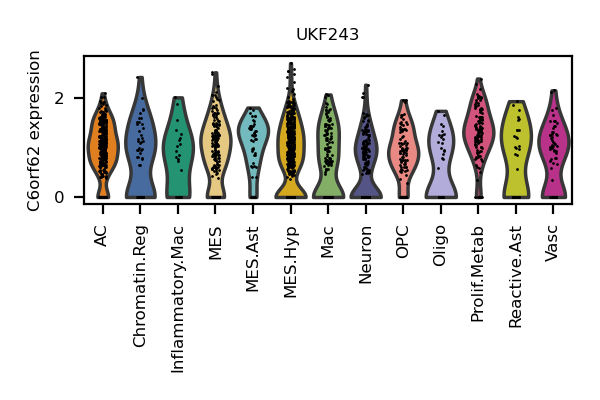 UKF243
C6orf62 expression
2
0
AC
Chromatin.Reg
Inflammatory.Mac
MES
MES.Ast
MES.Hyp
Mac
Neuron
OPC
Oligo
Prolif.Metab
Reactive.Ast
Vasc